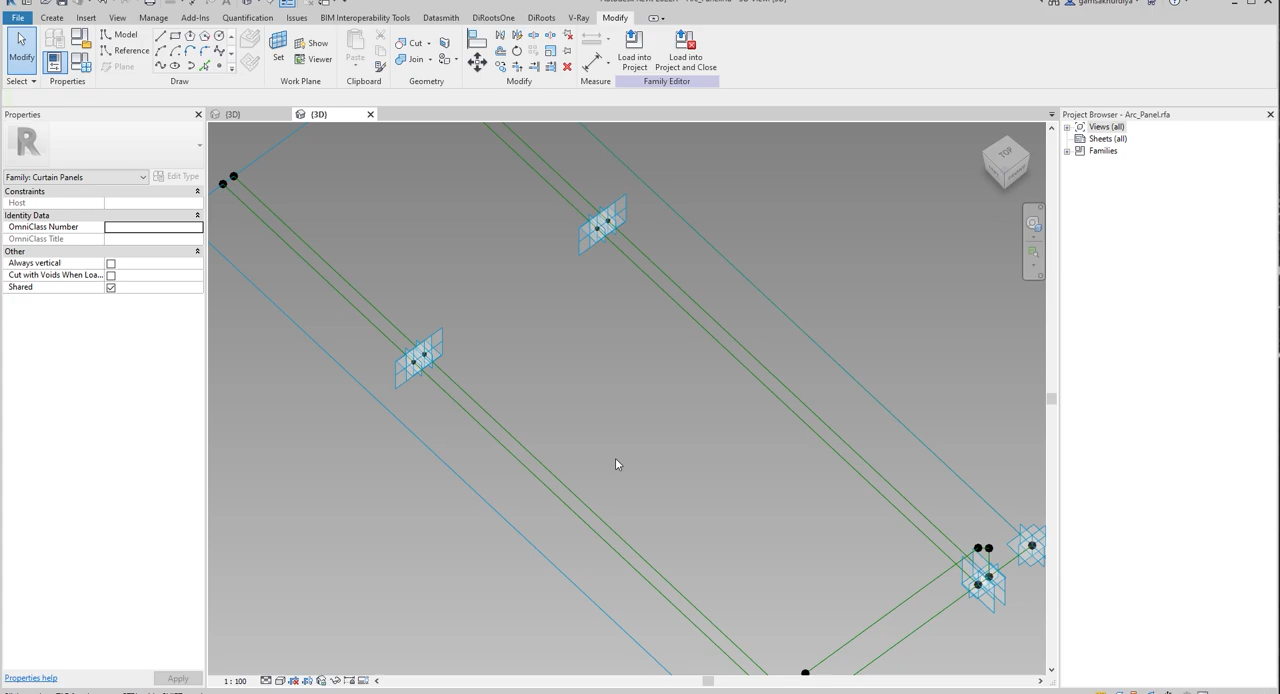 File Create Insert View Manage Add-Ins Quantification Issues BIM Interoperability Tools Datasmith DiRootsOne DiRoots V-Ray Modify
Modify
Model
Reference
Plane
Set
Show
Viewer
Paste
Cut
Join
Load into
Project
Load into
Project and Close
Select Properties Draw Work Plane Clipboard Geometry Modify Measure Family Editor
Properties
{3D}
{3D}
Project Browser - Arc_Panel.rfa
Views (all)
Sheets (all)
Families
Family: Curtain Panels
Edit Type
Constraints
Host
Identity Data
OmniClass Number
OmniClass Title
Other
Always vertical
Cut with Voids When Loa...
Shared
TOP
Properties help
Apply
1 : 100